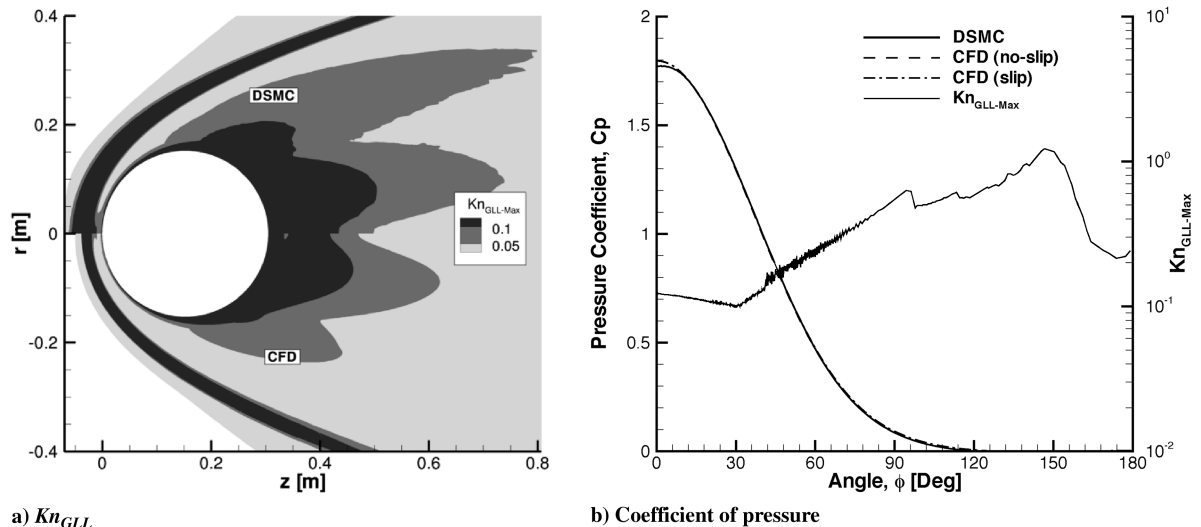 0.4
0.2
0
-0.2
-0.4
r [m]
0
0.2
0.4
0.6
0.8
z [m]
DSMC
CFD
Kn_GLL-Max
0.1
0.05
a) Kn_GLL
2
1.5
1
0.5
0
Pressure Coefficient, Cp
DSMC
CFD (no-slip)
CFD (slip)
Kn_GLL-Max
10^1
10^0
10^-1
10^-2
Kn_GLL-Max
0
30
60
90
120
150
180
Angle, ϕ [Deg]
b) Coefficient of pressure